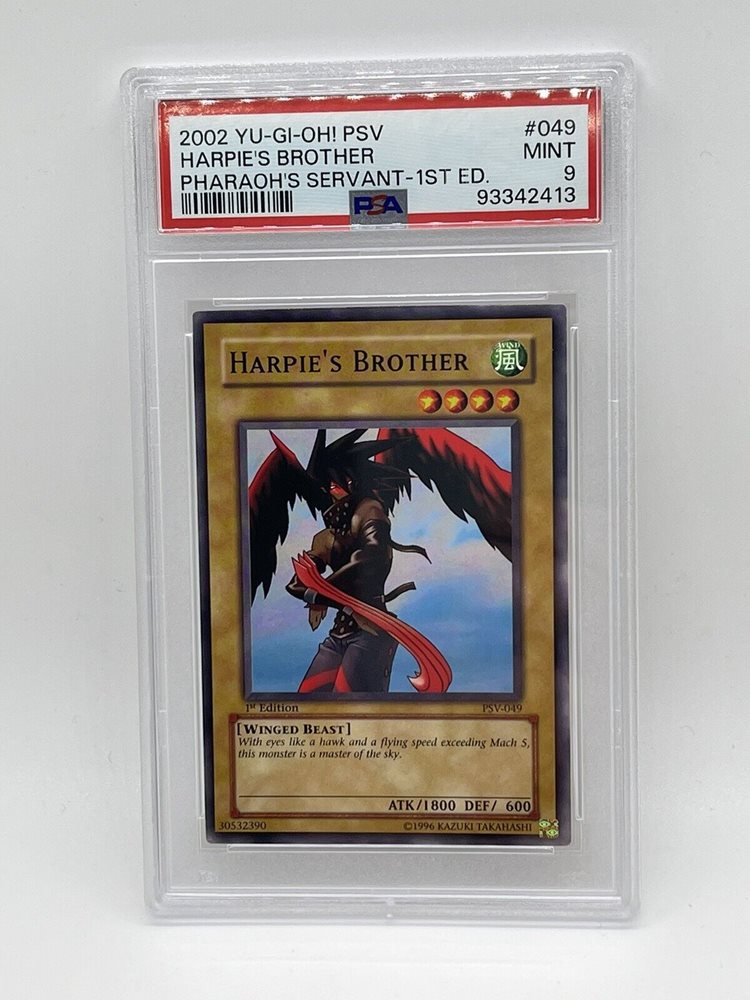 2002 YU-GI-OH! PSV #049
HARPIE'S BROTHER MINT
PHARAOH'S SERVANT-1ST ED. 9
PSA 93342413
HARPIE'S BROTHER
WIND
風
1st Edition PSV-049
[WINGED BEAST]
With eyes like a hawk and a flying speed exceeding Mach 5,
this monster is a master of the sky.
ATK/1800 DEF/ 600
30532390 ©1996 KAZUKI TAKAHASHI